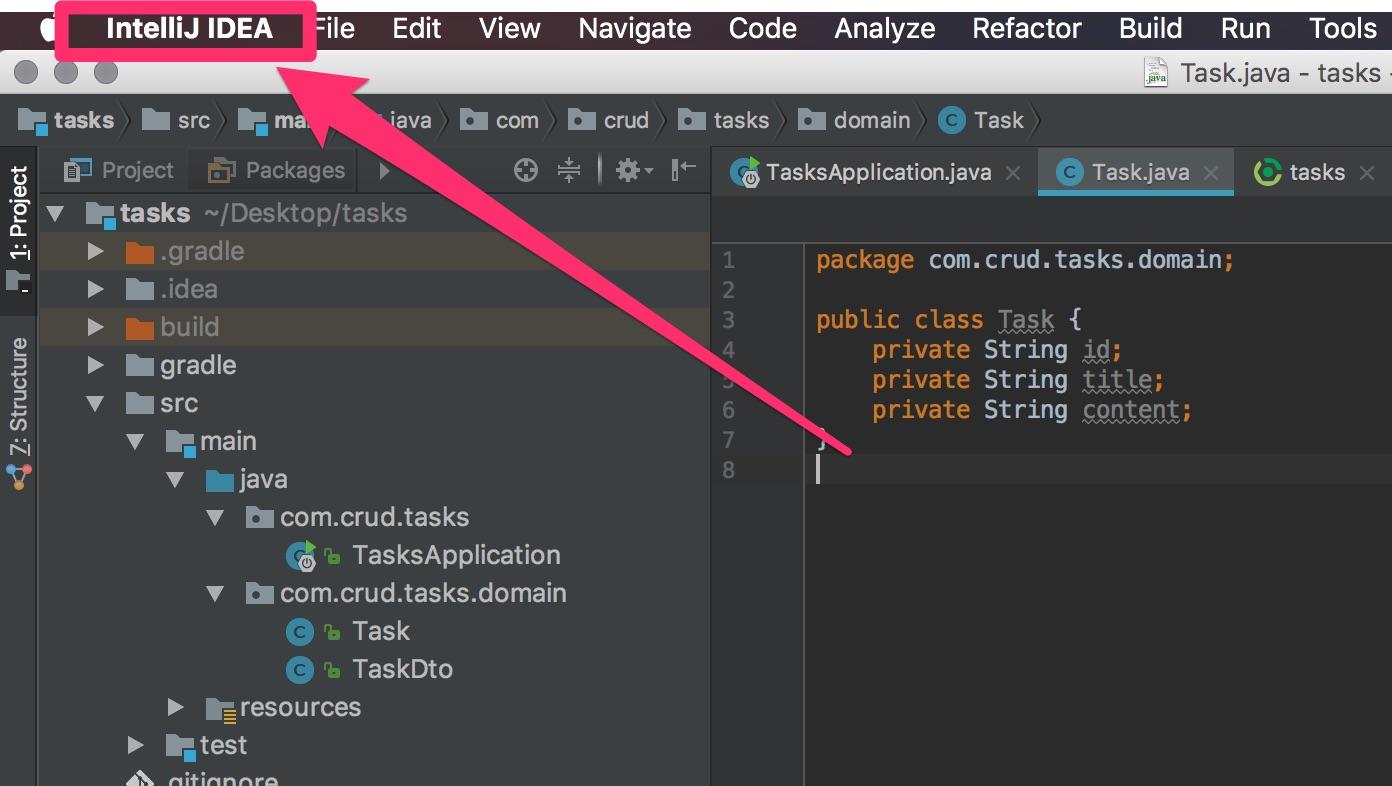 IntelliJ IDEA File Edit View Navigate Code Analyze Refactor Build Run Tools
Task.java - tasks -
tasks src main java com crud tasks domain Task
Project Packages
TasksApplication.java Task.java tasks
1: Project
7: Structure
tasks ~/Desktop/tasks
.gradle
.idea
build
gradle
src
main
java
com.crud.tasks
TasksApplication
com.crud.tasks.domain
Task
TaskDto
resources
test
.gitignore
1 package com.crud.tasks.domain;
2
3 public class Task {
4 private String id;
5 private String title;
6 private String content;
7 }
8